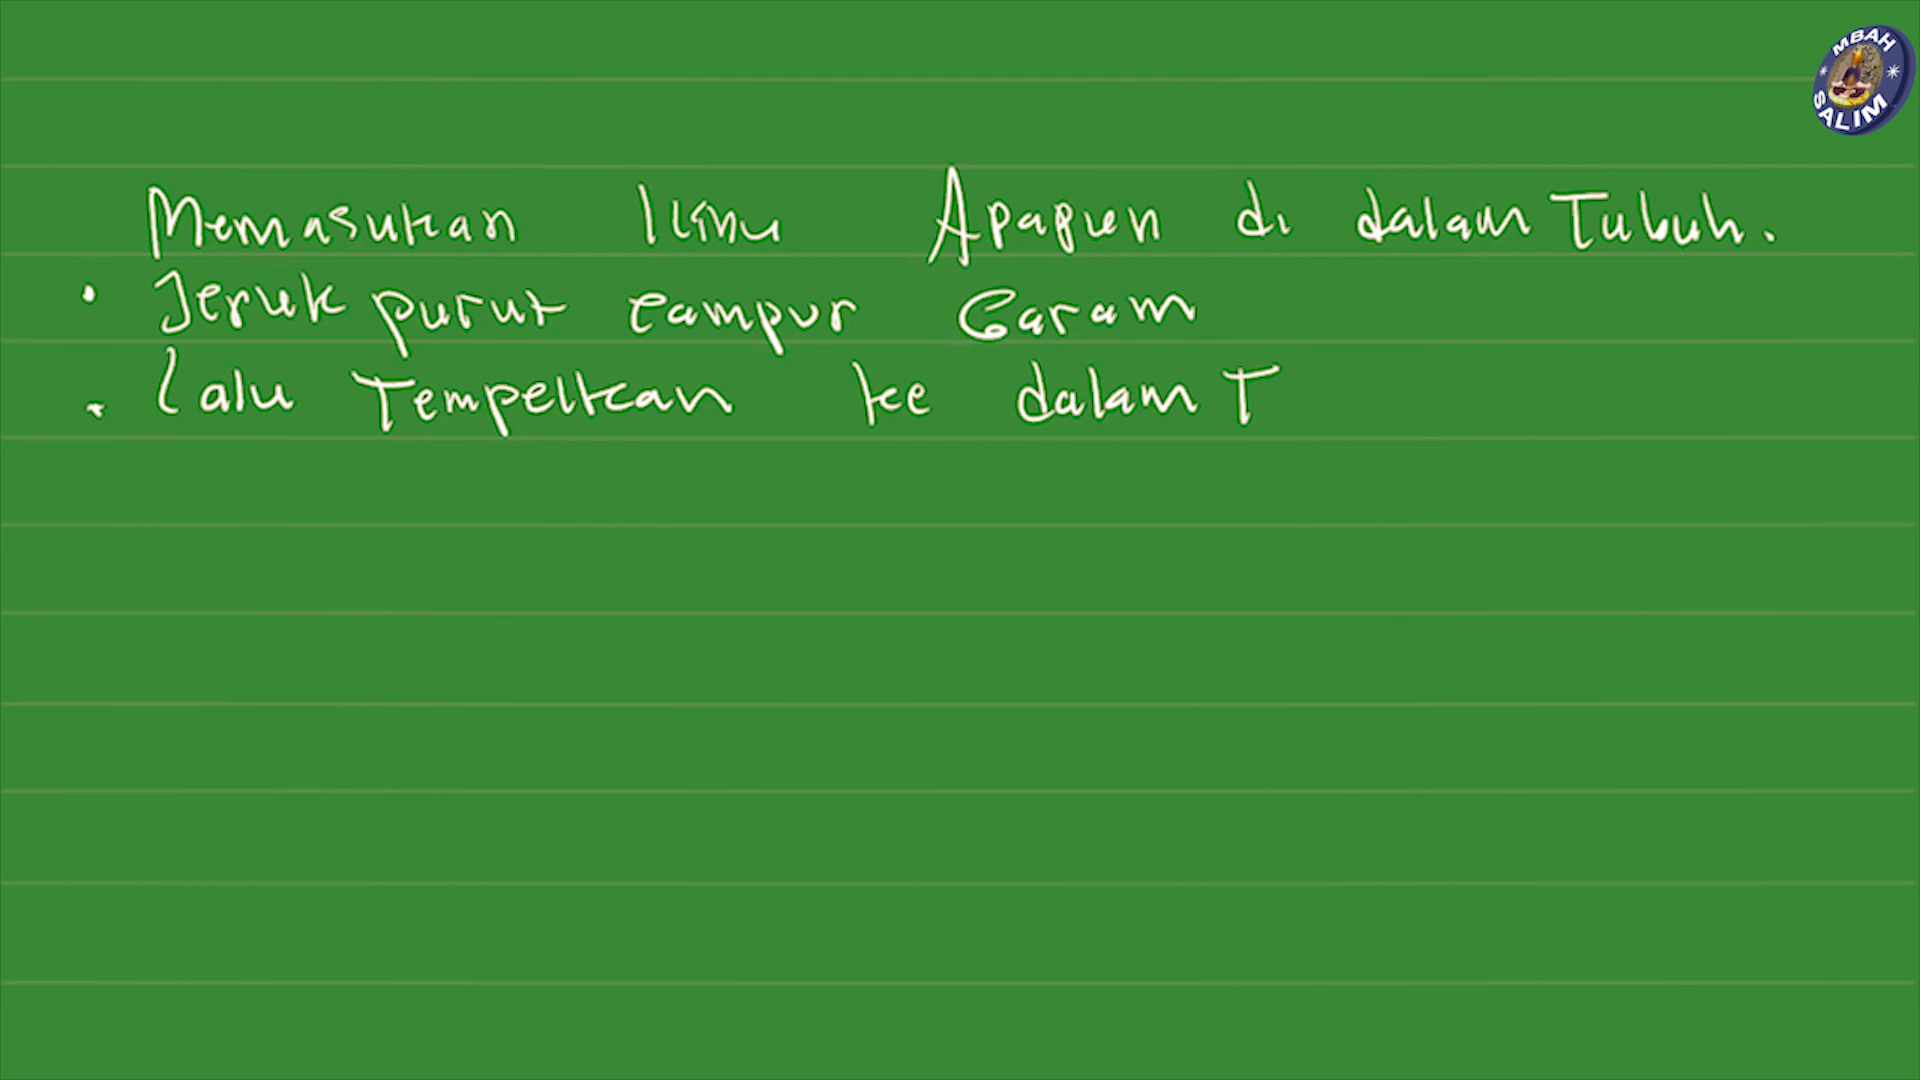 MBAH SALIM
Memasukan Ilmu Apapun di dalam Tubuh.
• Jeruk purut campur Garam
• Lalu Tempelkan ke dalam T